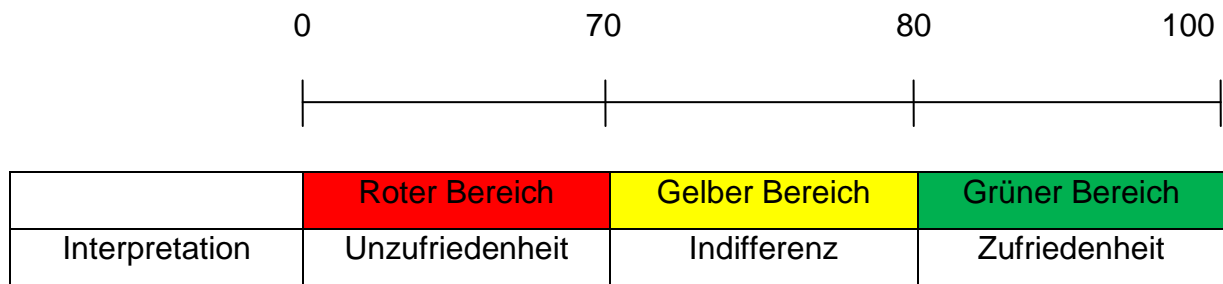 0 70 80 100
Roter Bereich Gelber Bereich Grüner Bereich
Interpretation Unzufriedenheit Indifferenz Zufriedenheit